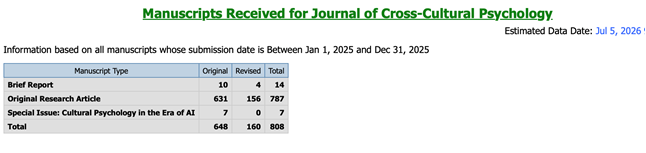 Manuscripts Received for Journal of Cross-Cultural Psychology
Estimated Data Date: Jul 5, 2026
Information based on all manuscripts whose submission date is Between Jan 1, 2025 and Dec 31, 2025
Manuscript Type Original Revised Total
Brief Report 10 4 14
Original Research Article 631 156 787
Special Issue: Cultural Psychology in the Era of AI 7 0 7
Total 648 160 808